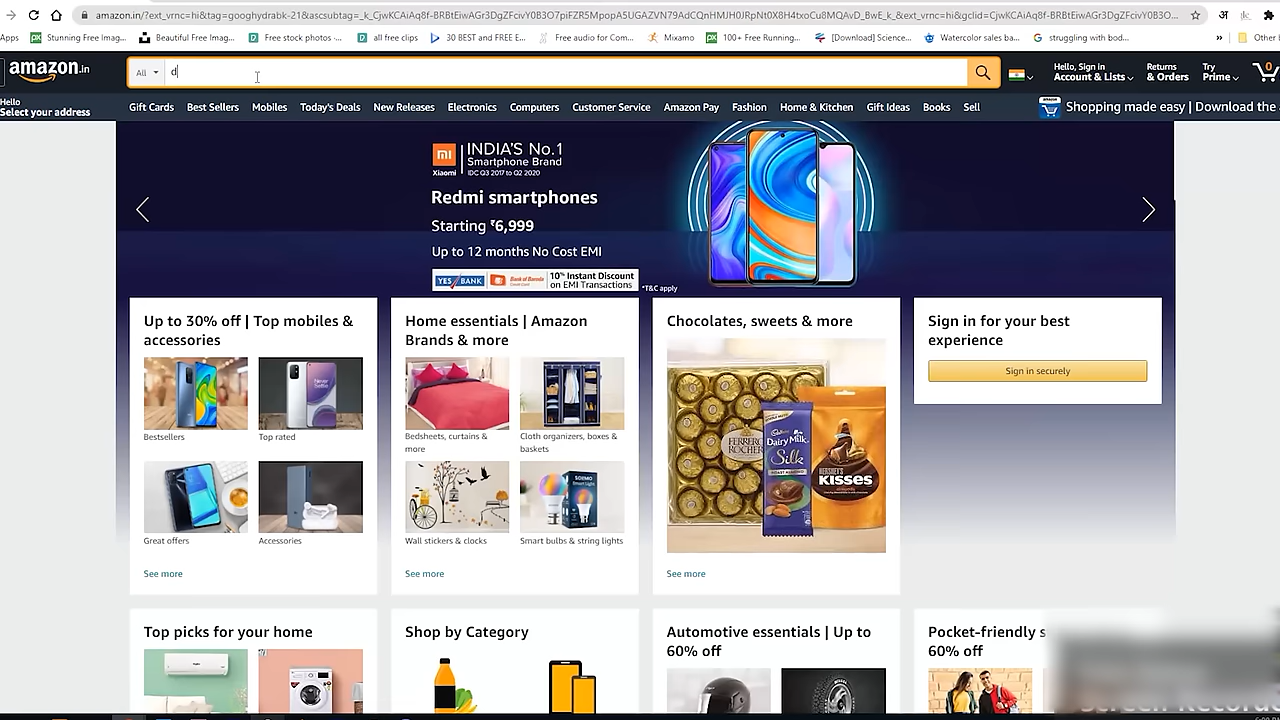 amazon.in/?ext_vrnc=hi&tag=googhydrabk-21&ascsubtag=_k_CjwKCAiAq8f-BRBtEiwAGr3DgZFcivY0B3O7piFZR5MpopA5UGAZVN79AdCQnHMJH0JRpNt0X8H4txoCu8MQAvD_BwE_k_&ext_vrnc=hi&gclid=CjwKCAiAq8f-BRBtEiwAGr3DgZFcivY0B3O...
Apps Stunning Free Imag... Beautiful Free Imag... Free stock photos -... all free clips 30 BEST and FREE E... Free audio for Com... Mixamo 100+ Free Running... [Download] Science... Watercolor sales ba... struggling with bod... » Other
amazon.in All d Hello, Sign in Account & Lists Returns & Orders Try Prime 0
Hello
Select your address
Gift Cards Best Sellers Mobiles Today's Deals New Releases Electronics Computers Customer Service Amazon Pay Fashion Home & Kitchen Gift Ideas Books Sell Shopping made easy | Download the
mi Xiaomi INDIA'S No.1
Smartphone Brand
IDC Q3 2017 to Q2 2020
Redmi smartphones
Starting ₹6,999
Up to 12 months No Cost EMI
YES BANK Bank of Baroda 10% Instant Discount
on EMI Transactions *T&C apply
Up to 30% off | Top mobiles &
accessories
Bestsellers Top rated
Great offers Accessories
See more
Home essentials | Amazon
Brands & more
Bedsheets, curtains &
more
Cloth organizers, boxes &
baskets
Wall stickers & clocks Smart bulbs & string lights
See more
Chocolates, sweets & more
FERRERO
ROCHER
Cadbury
Dairy Milk
Silk
ROAST ALMOND
HERSHEY'S
KISSES
See more
Sign in for your best
experience
Sign in securely
Top picks for your home
Shop by Category
Automotive essentials | Up to
60% off
Pocket-friendly s
60% off